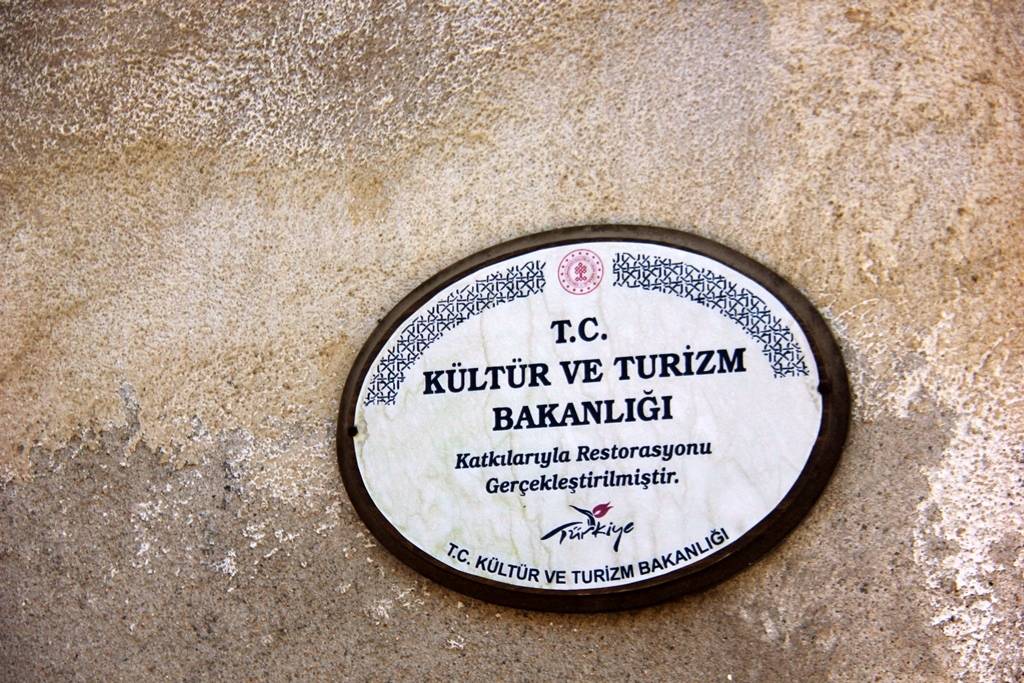 T.C.
KÜLTÜR VE TURİZM
BAKANLIĞI
Katkılarıyla Restorasyonu
Gerçekleştirilmiştir.
Türkiye
T.C. KÜLTÜR VE TURİZM BAKANLIĞI